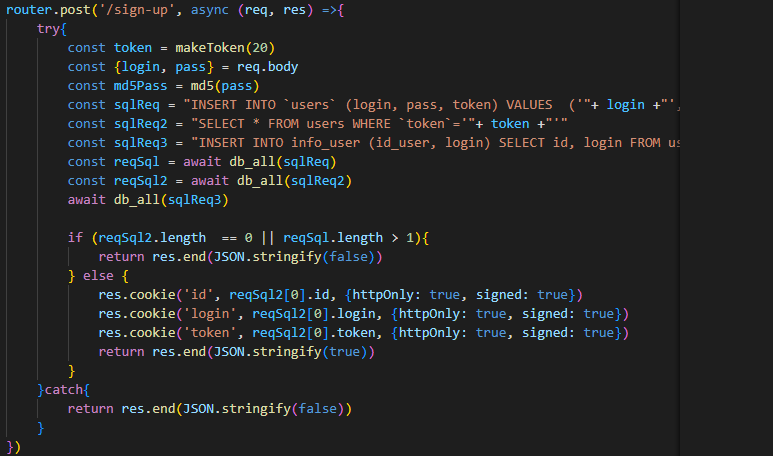 router.post('/sign-up', async (req, res) =>{
    try{
        const token = makeToken(20)
        const {login, pass} = req.body
        const md5Pass = md5(pass)
        const sqlReq = "INSERT INTO `users` (login, pass, token) VALUES  ('"+ login +"',
        const sqlReq2 = "SELECT * FROM users WHERE `token`='"+ token +"'"
        const sqlReq3 = "INSERT INTO info_user (id_user, login) SELECT id, login FROM us
        const reqSql = await db_all(sqlReq)
        const reqSql2 = await db_all(sqlReq2)
        await db_all(sqlReq3)

        if (reqSql2.length  == 0 || reqSql.length > 1){
            return res.end(JSON.stringify(false))
        } else {
            res.cookie('id', reqSql2[0].id, {httpOnly: true, signed: true})
            res.cookie('login', reqSql2[0].login, {httpOnly: true, signed: true})
            res.cookie('token', reqSql2[0].token, {httpOnly: true, signed: true})
            return res.end(JSON.stringify(true))
        }
    }catch{
        return res.end(JSON.stringify(false))
    }
})